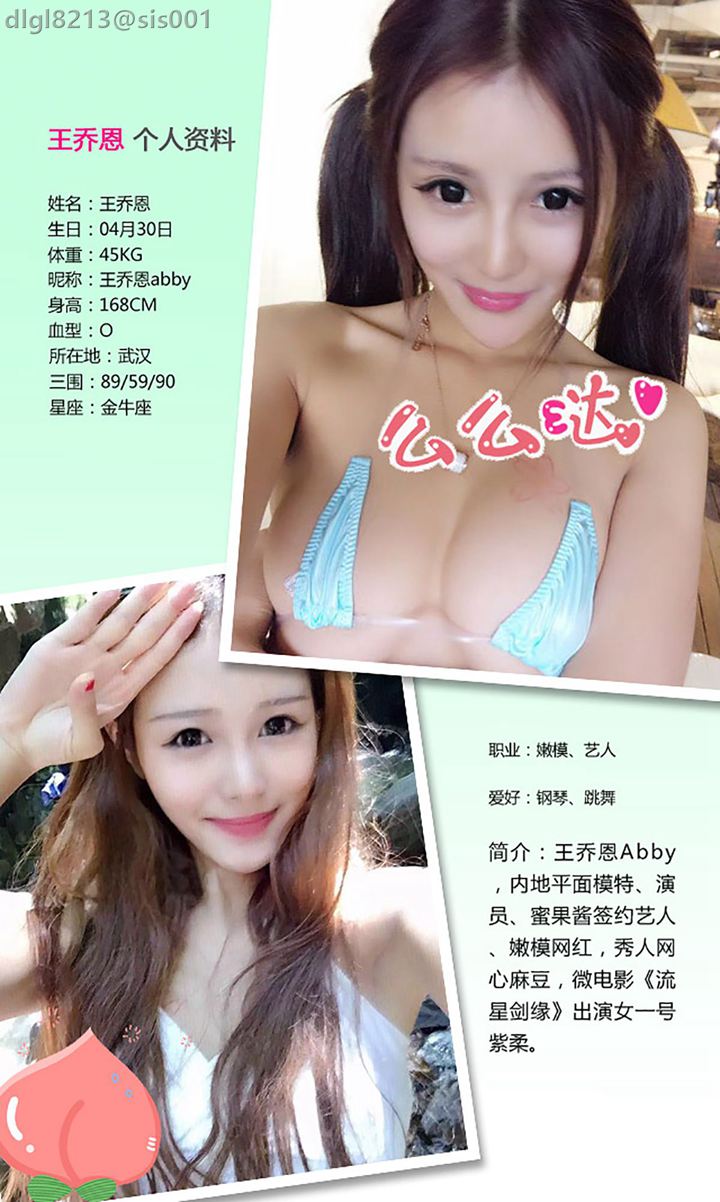 dlgl8213@sis001
王乔恩 个人资料
姓名：王乔恩
生日：04月30日
体重：45KG
昵称：王乔恩abby
身高：168CM
血型：O
所在地：武汉
三围：89/59/90
星座：金牛座
么么哒
职业：嫩模、艺人
爱好：钢琴、跳舞
简介：王乔恩Abby
，内地平面模特、演
员、蜜果酱签约艺人
、嫩模网红，秀人网
心麻豆，微电影《流
星剑缘》出演女一号
紫柔。